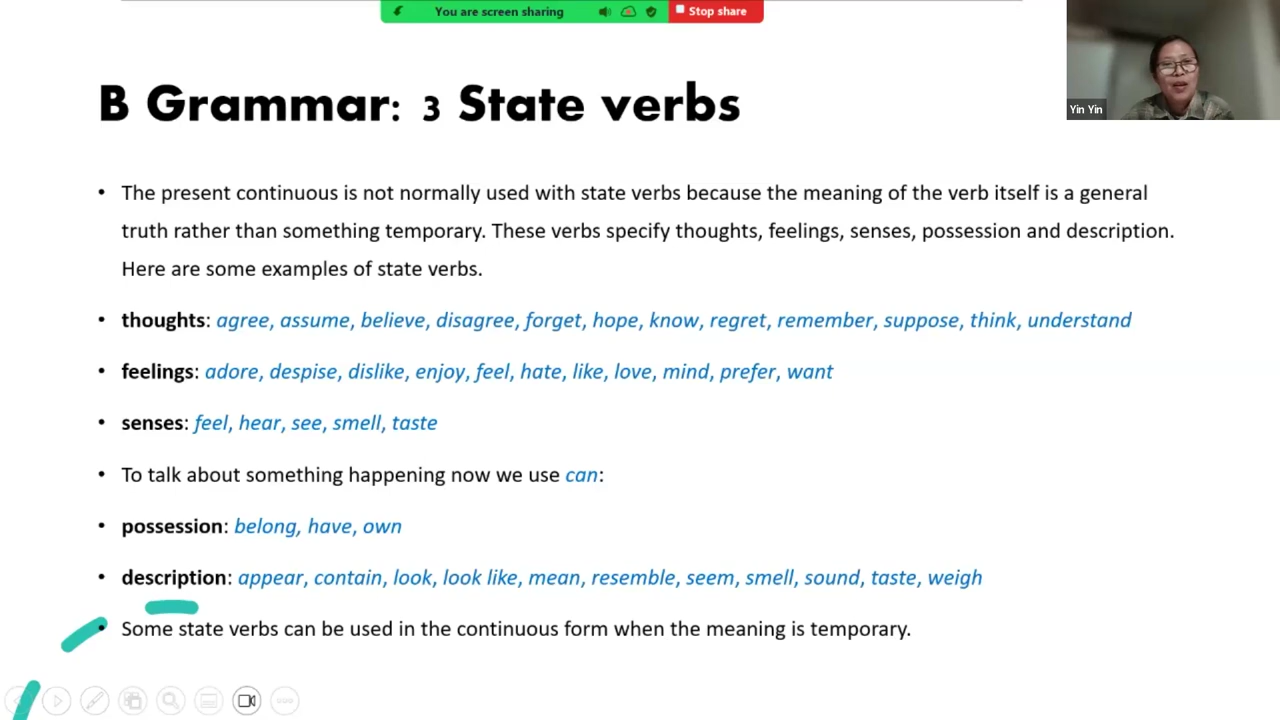 You are screen sharing
Stop share
Yin Yin
B Grammar: 3 State verbs
• The present continuous is not normally used with state verbs because the meaning of the verb itself is a general
truth rather than something temporary. These verbs specify thoughts, feelings, senses, possession and description.
Here are some examples of state verbs.
• thoughts: agree, assume, believe, disagree, forget, hope, know, regret, remember, suppose, think, understand
• feelings: adore, despise, dislike, enjoy, feel, hate, like, love, mind, prefer, want
• senses: feel, hear, see, smell, taste
• To talk about something happening now we use can:
• possession: belong, have, own
• description: appear, contain, look, look like, mean, resemble, seem, smell, sound, taste, weigh
• Some state verbs can be used in the continuous form when the meaning is temporary.